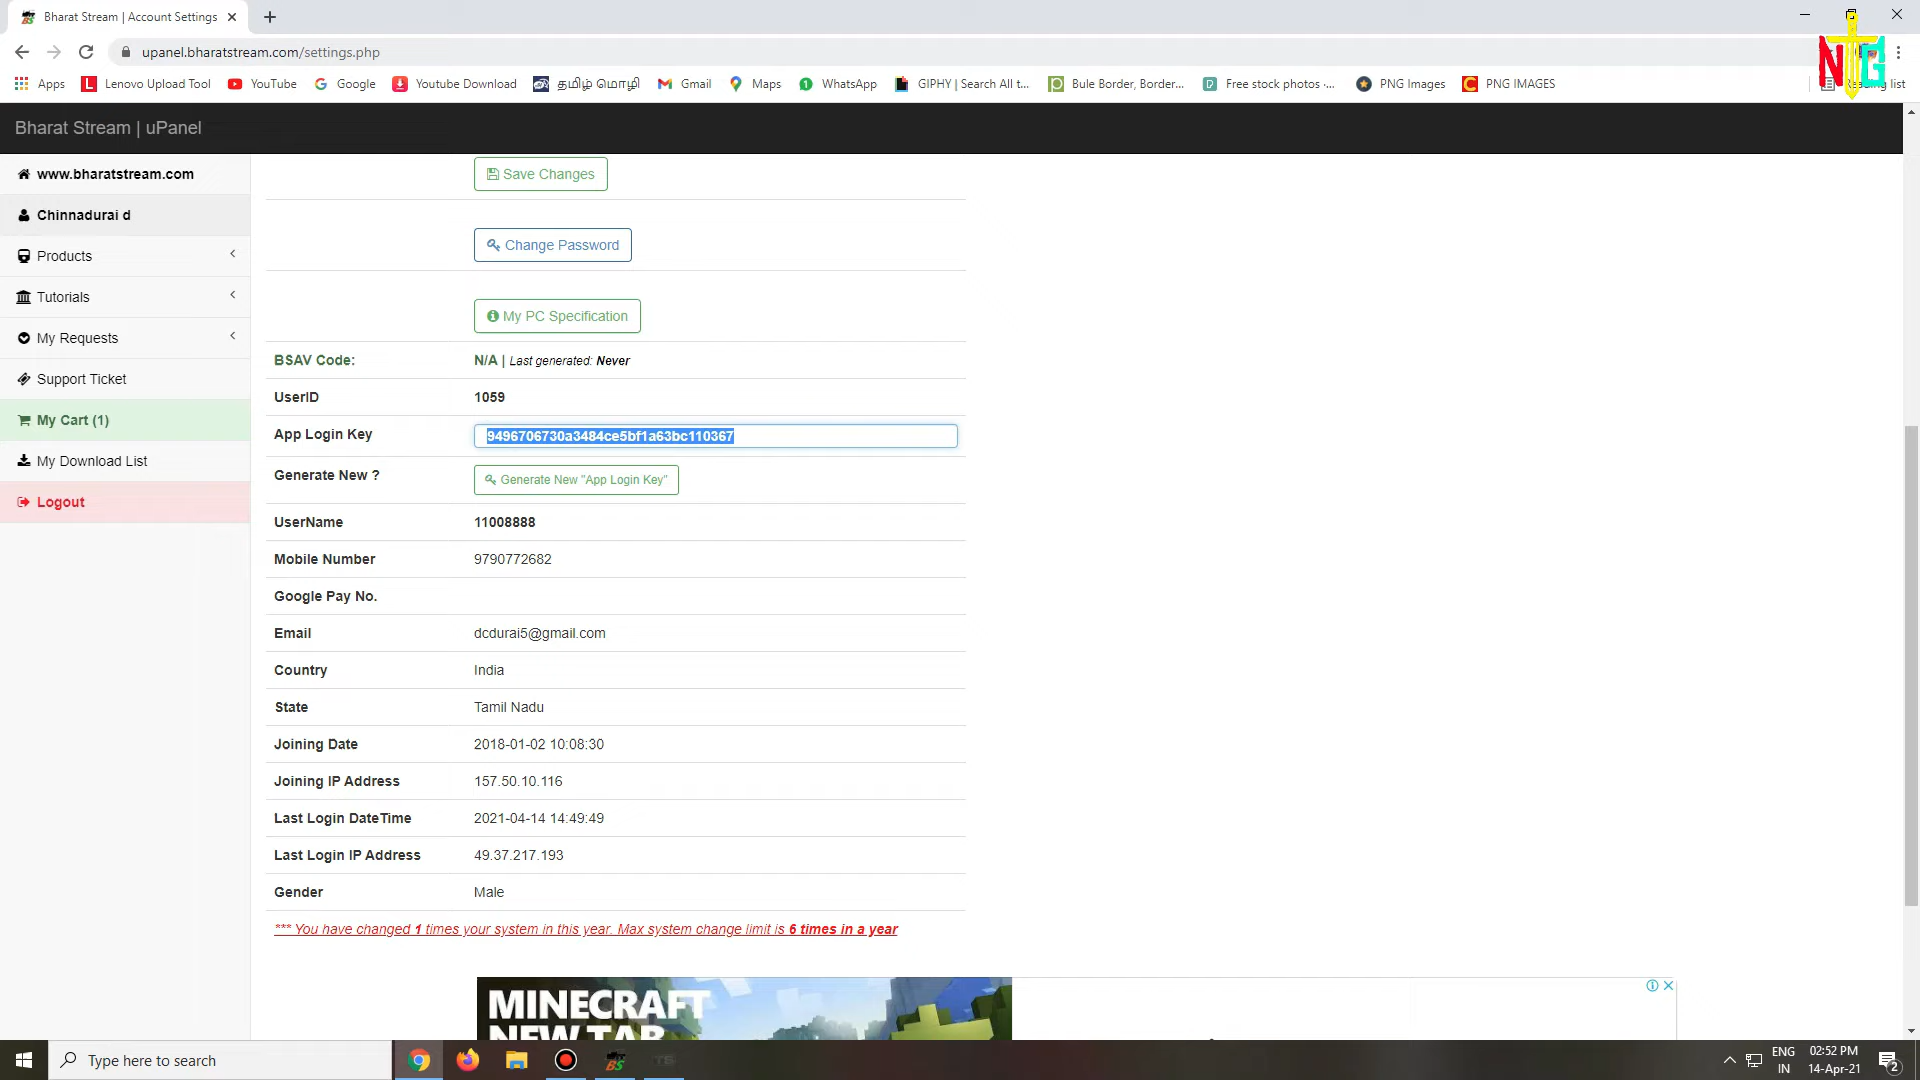 Bharat Stream | Account Settings
upanel.bharatstream.com/settings.php
Apps
Lenovo Upload Tool
YouTube
Google
Youtube Download
தமிழ் மொழி
Gmail
Maps
WhatsApp
GIPHY | Search All t...
Bule Border, Border...
Free stock photos ·...
PNG Images
PNG IMAGES
NTG
Bharat Stream | uPanel
www.bharatstream.com
Chinnadurai d
Products
Tutorials
My Requests
Support Ticket
My Cart (1)
My Download List
Logout
Save Changes
Change Password
My PC Specification
BSAV Code: N/A | Last generated: Never
UserID 1059
App Login Key 9496706730a3484ce5bf1a63bc110367
Generate New ? Generate New "App Login Key"
UserName 11008888
Mobile Number 9790772682
Google Pay No.
Email dcdurai5@gmail.com
Country India
State Tamil Nadu
Joining Date 2018-01-02 10:08:30
Joining IP Address 157.50.10.116
Last Login DateTime 2021-04-14 14:49:49
Last Login IP Address 49.37.217.193
Gender Male
*** You have changed 1 times your system in this year. Max system change limit is 6 times in a year
MINECRAFT
NEW TAB
Type here to search
ENG
IN
02:52 PM
14-Apr-21
2